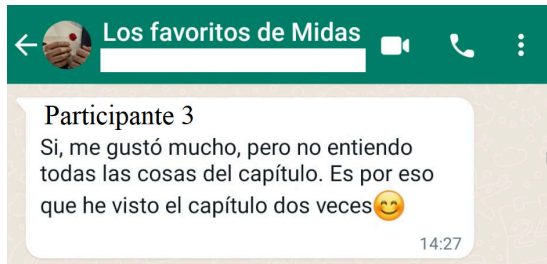 Los favoritos de Midas
Participante 3
Si, me gustó mucho, pero no entiendo
todas las cosas del capítulo. Es por eso
que he visto el capítulo dos veces😊
14:27